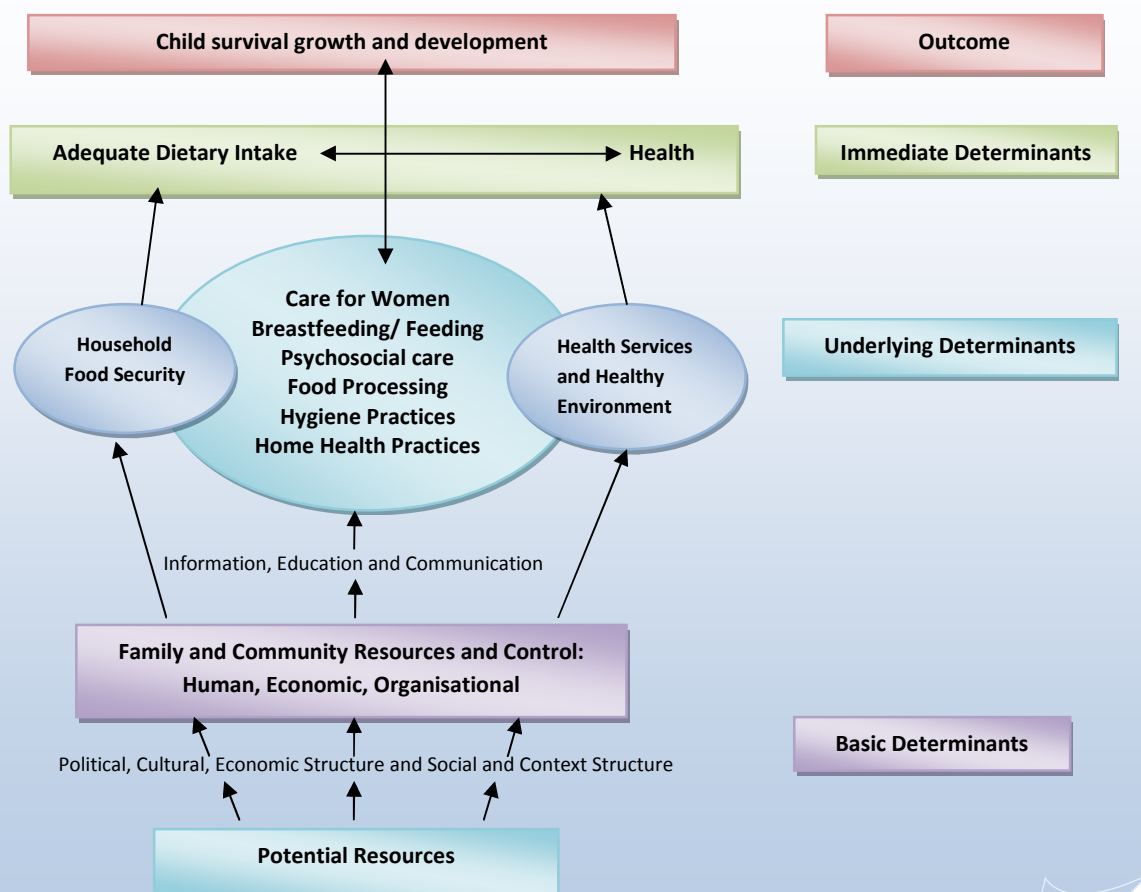 Child survival growth and development
Outcome
Adequate Dietary Intake
Health
Immediate Determinants
Care for Women
Breastfeeding/ Feeding
Psychosocial care
Food Processing
Hygiene Practices
Home Health Practices
Household
Food Security
Health Services
and Healthy
Environment
Underlying Determinants
Information, Education and Communication
Family and Community Resources and Control:
Human, Economic, Organisational
Basic Determinants
Political, Cultural, Economic Structure and Social and Context Structure
Potential Resources